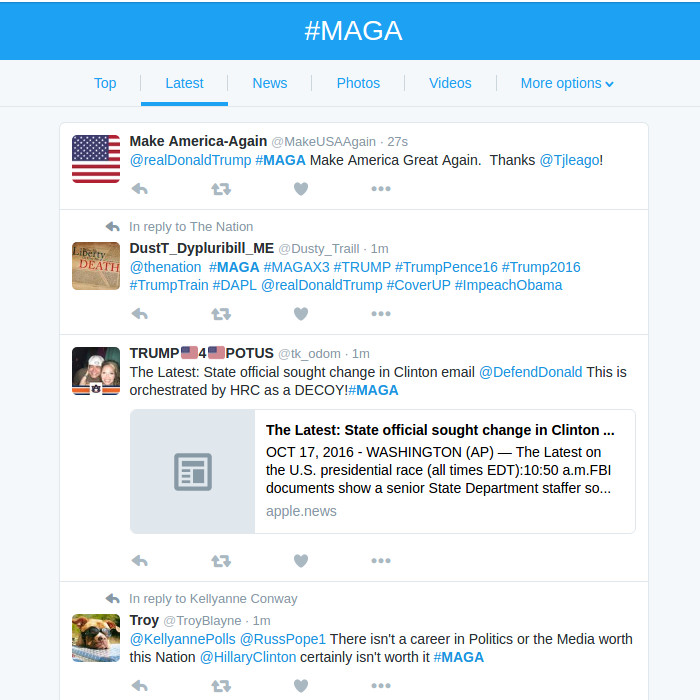 #MAGA
Top Latest News Photos Videos More options
Make America-Again @MakeUSAAgain · 27s
@realDonaldTrump #MAGA Make America Great Again.  Thanks @Tjleago!
In reply to The Nation
DustT_Dypluribill_ME @Dusty_Traill · 1m
@thenation  #MAGA #MAGAX3 #TRUMP #TrumpPence16 #Trump2016
#TrumpTrain #DAPL @realDonaldTrump #CoverUP #ImpeachObama
Liberty
DEATH
TRUMP🇺🇸4🇺🇸POTUS @tk_odom · 1m
The Latest: State official sought change in Clinton email @DefendDonald This is
orchestrated by HRC as a DECOY!#MAGA
The Latest: State official sought change in Clinton ...
OCT 17, 2016 - WASHINGTON (AP) — The Latest on
the U.S. presidential race (all times EDT):10:50 a.m.FBI
documents show a senior State Department staffer so...
apple.news
In reply to Kellyanne Conway
Troy @TroyBlayne · 1m
@KellyannePolls @RussPope1 There isn't a career in Politics or the Media worth
this Nation @HillaryClinton certainly isn't worth it #MAGA